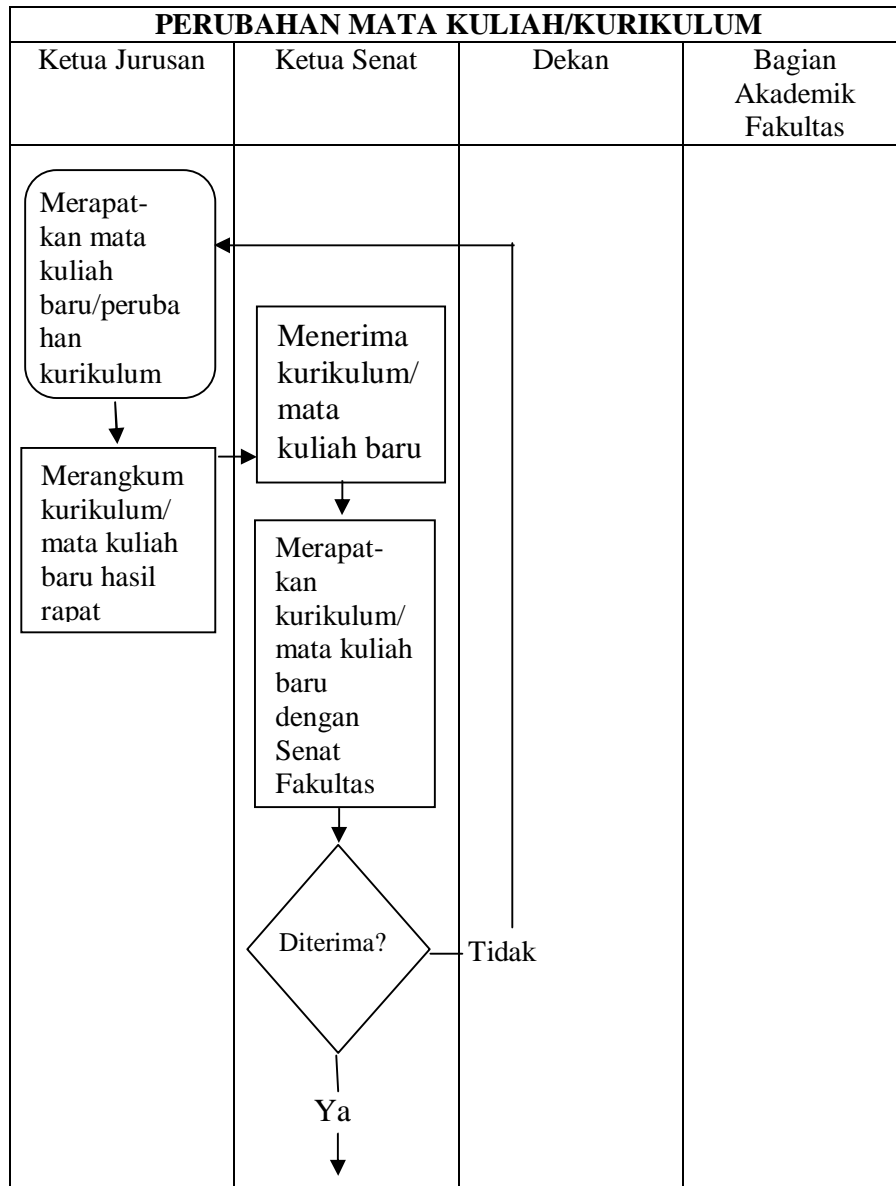 PERUBAHAN MATA KULIAH/KURIKULUM
Ketua Jurusan
Ketua Senat
Dekan
Bagian
Akademik
Fakultas
Merapat-
kan mata
kuliah
baru/peruba
han
kurikulum
Merangkum
kurikulum/
mata kuliah
baru hasil
rapat
Menerima
kurikulum/
mata
kuliah baru
Merapat-
kan
kurikulum/
mata kuliah
baru
dengan
Senat
Fakultas
Diterima?
Tidak
Ya